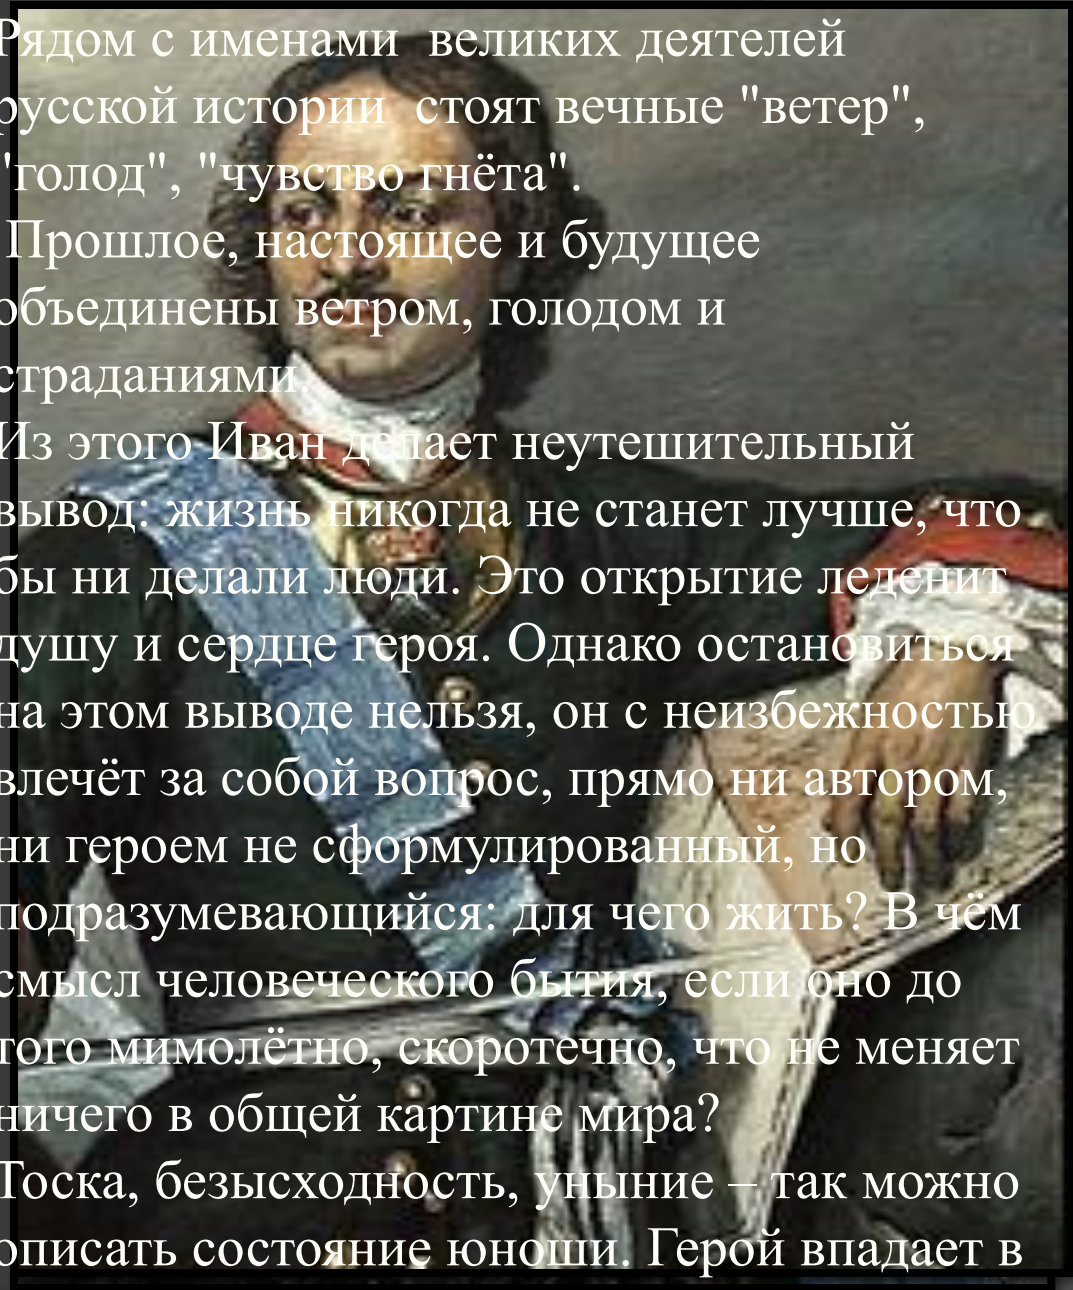 Рядом с именами  великих деятелей
русской истории  стоят вечные "ветер",
"голод", "чувство гнёта".
Прошлое, настоящее и будущее
объединены ветром, голодом и
страданиями.
Из этого Иван делает неутешительный
вывод: жизнь никогда не станет лучше, что
бы ни делали люди. Это открытие леденит
душу и сердце героя. Однако остановиться
на этом выводе нельзя, он с неизбежностью
влечёт за собой вопрос, прямо ни автором,
ни героем не сформулированный, но
подразумевающийся: для чего жить? В чём
смысл человеческого бытия, если оно до
того мимолётно, скоротечно, что не меняет
ничего в общей картине мира?
Тоска, безысходность, уныние – так можно
описать состояние юноши. Герой впадает в